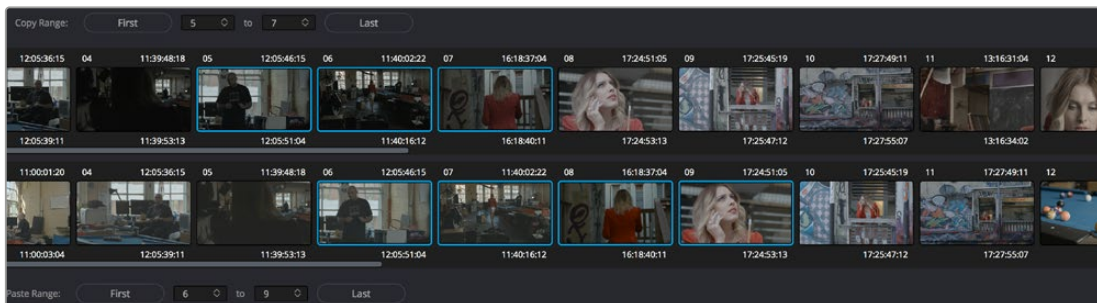 Copy Range: First 5 to 7 Last
12:05:36:15 04 11:39:48:18 05 12:05:46:15 06 11:40:02:22 07 16:18:37:04 08 17:24:51:05 09 17:25:45:19 10 17:27:49:11 11 13:16:31:04 12
12:05:39:11 11:39:53:13 12:05:51:04 11:40:16:12 16:18:40:11 17:24:53:13 17:25:47:12 17:27:55:07 13:16:34:02
11:00:01:20 04 12:05:36:15 05 11:39:48:18 06 12:05:46:15 07 11:40:02:22 08 16:18:37:04 09 17:24:51:05 10 17:25:45:19 11 17:27:49:11 12
11:00:03:04 12:05:39:11 11:39:53:13 12:05:51:04 11:40:16:12 16:18:40:11 17:24:53:13 17:25:47:12 17:27:55:07
Paste Range: First 6 to 9 Last